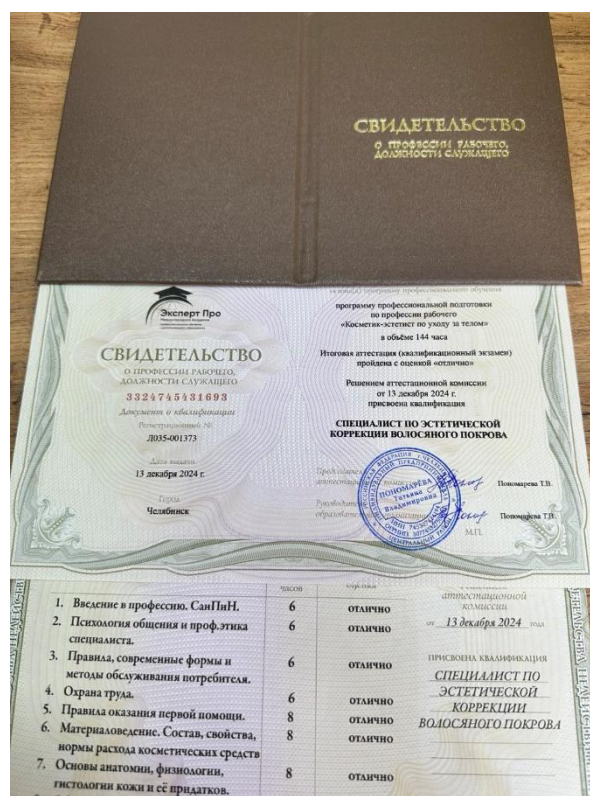 СВИДЕТЕЛЬСТВО
О ПРОФЕССИИ РАБОЧЕГО,
ДОЛЖНОСТИ СЛУЖАЩЕГО
Эксперт Про
СВИДЕТЕЛЬСТВО
О ПРОФЕССИИ РАБОЧЕГО,
ДОЛЖНОСТИ СЛУЖАЩЕГО
3324745431693
Документ о квалификации
Регистрационный №
Л035-001373
Дата выдачи
13 декабря 2024 г.
Город
Челябинск
программу профессионального обучения
программу профессиональной подготовки
по профессии рабочего
«Косметик-эстетист по уходу за телом»
в объёме 144 часа
Итоговая аттестация (квалификационный экзамен)
пройдена с оценкой «отлично»
Решением аттестационной комиссии
от 13 декабря 2024 г.
присвоена квалификация
СПЕЦИАЛИСТ ПО ЭСТЕТИЧЕСКОЙ
КОРРЕКЦИИ ВОЛОСЯНОГО ПОКРОВА
Пономарева Т.В.
Пономарева Т.В.
М.П.
ПОНОМАРЁВА
Татьяна
Владимировна
часов
1. Введение в профессию. СанПиН. 6 отлично
2. Психология общения и проф.этика 6 отлично
специалиста.
3. Правила, современные формы и 6 отлично
методы обслуживания потребителя.
4. Охрана труда. 6 отлично
5. Правила оказания первой помощи. 8 отлично
6. Материаловедение. Состав, свойства, 8 отлично
нормы расхода косметических средств
7. Основы анатомии, физиологии, 8 отлично
гистологии кожи и её придатков.
аттестационной
комиссии
от 13 декабря 2024 года
ПРИСВОЕНА КВАЛИФИКАЦИЯ
СПЕЦИАЛИСТ ПО
ЭСТЕТИЧЕСКОЙ
КОРРЕКЦИИ
ВОЛОСЯНОГО ПОКРОВА